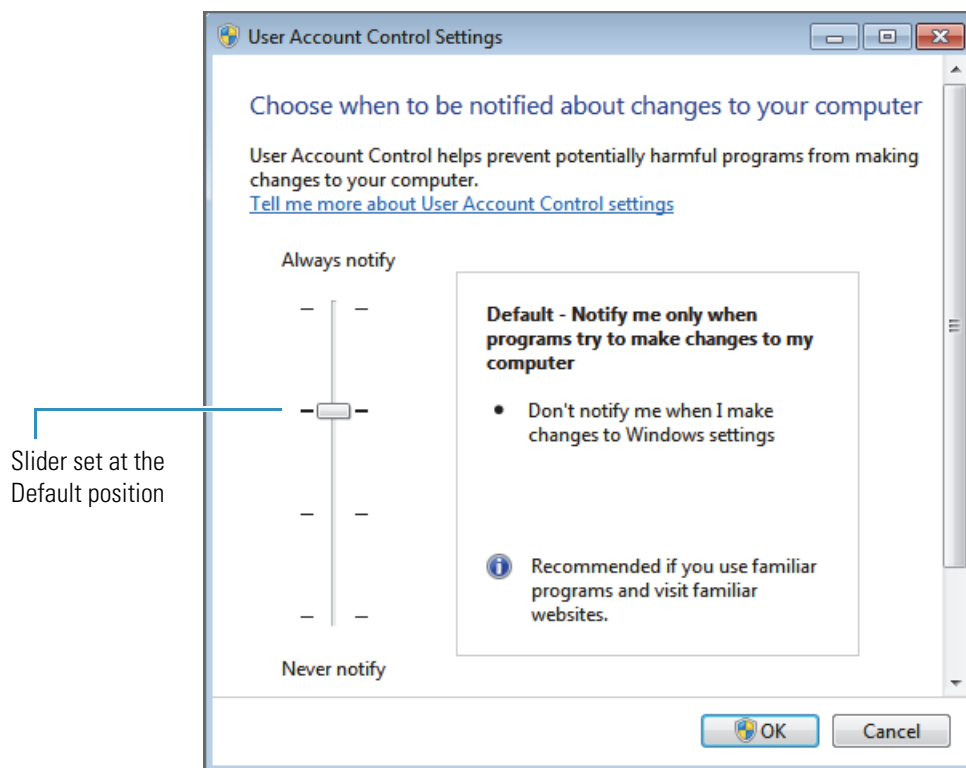 User Account Control Settings
Choose when to be notified about changes to your computer
User Account Control helps prevent potentially harmful programs from making
changes to your computer.
Tell me more about User Account Control settings
Always notify
Default - Notify me only when
programs try to make changes to my
computer
• Don't notify me when I make
changes to Windows settings
Slider set at the
Default position
Recommended if you use familiar
programs and visit familiar
websites.
Never notify
OK
Cancel